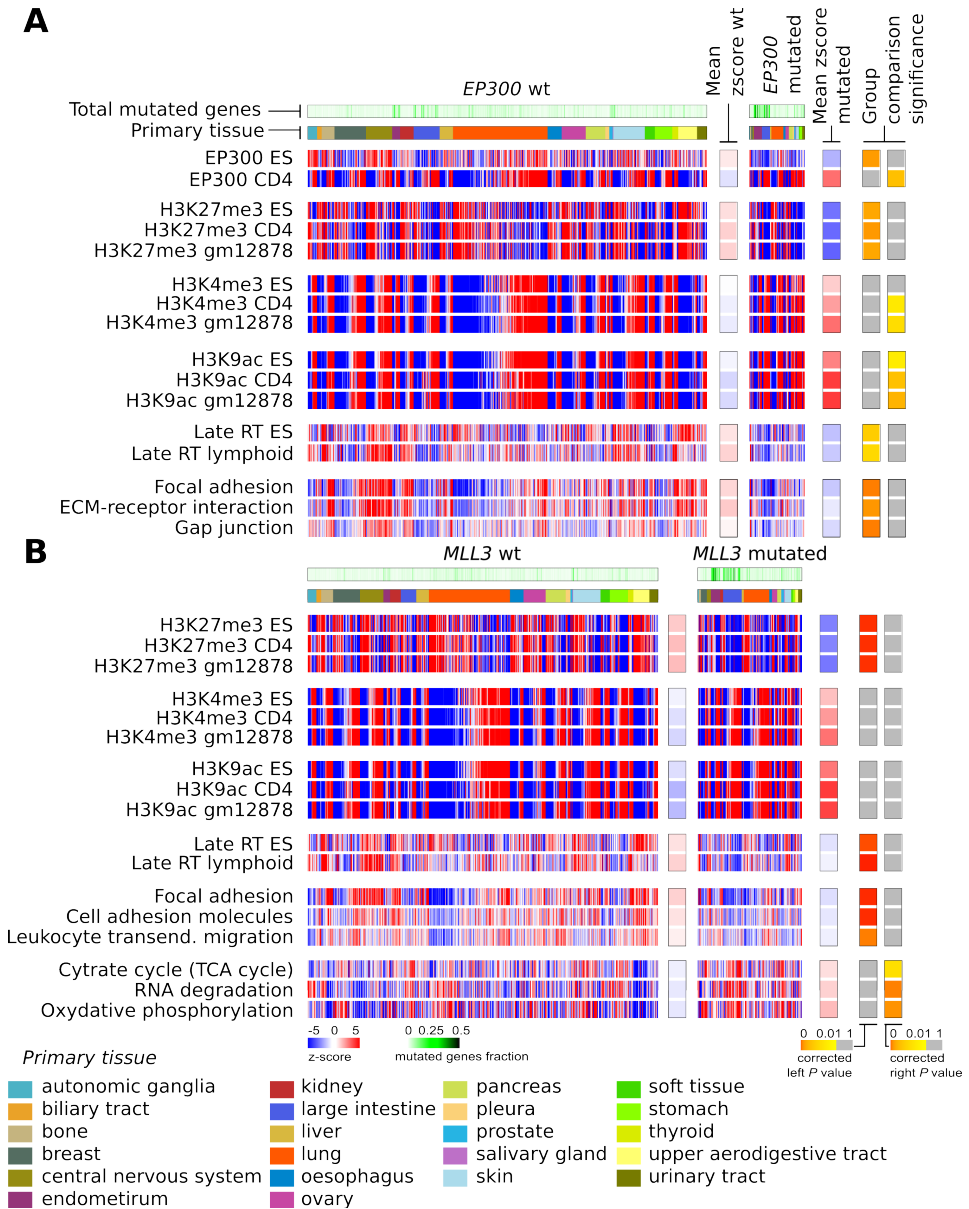 A
EP300 wt
Mean
zscore wt
EP300
mutated
Mean zscore
mutated
Group
comparison
significance
Total mutated genes
Primary tissue
EP300 ES
EP300 CD4
H3K27me3 ES
H3K27me3 CD4
H3K27me3 gm12878
H3K4me3 ES
H3K4me3 CD4
H3K4me3 gm12878
H3K9ac ES
H3K9ac CD4
H3K9ac gm12878
Late RT ES
Late RT lymphoid
Focal adhesion
ECM-receptor interaction
Gap junction
B
MLL3 wt
MLL3 mutated
H3K27me3 ES
H3K27me3 CD4
H3K27me3 gm12878
H3K4me3 ES
H3K4me3 CD4
H3K4me3 gm12878
H3K9ac ES
H3K9ac CD4
H3K9ac gm12878
Late RT ES
Late RT lymphoid
Focal adhesion
Cell adhesion molecules
Leukocyte transend. migration
Cytrate cycle (TCA cycle)
RNA degradation
Oxydative phosphorylation
-5 0 5
z-score
0 0.25 0.5
mutated genes fraction
0 0.01 1
corrected
left P value
0 0.01 1
corrected
right P value
Primary tissue
autonomic ganglia
biliary tract
bone
breast
central nervous system
endometirum
kidney
large intestine
liver
lung
oesophagus
ovary
pancreas
pleura
prostate
salivary gland
skin
soft tissue
stomach
thyroid
upper aerodigestive tract
urinary tract